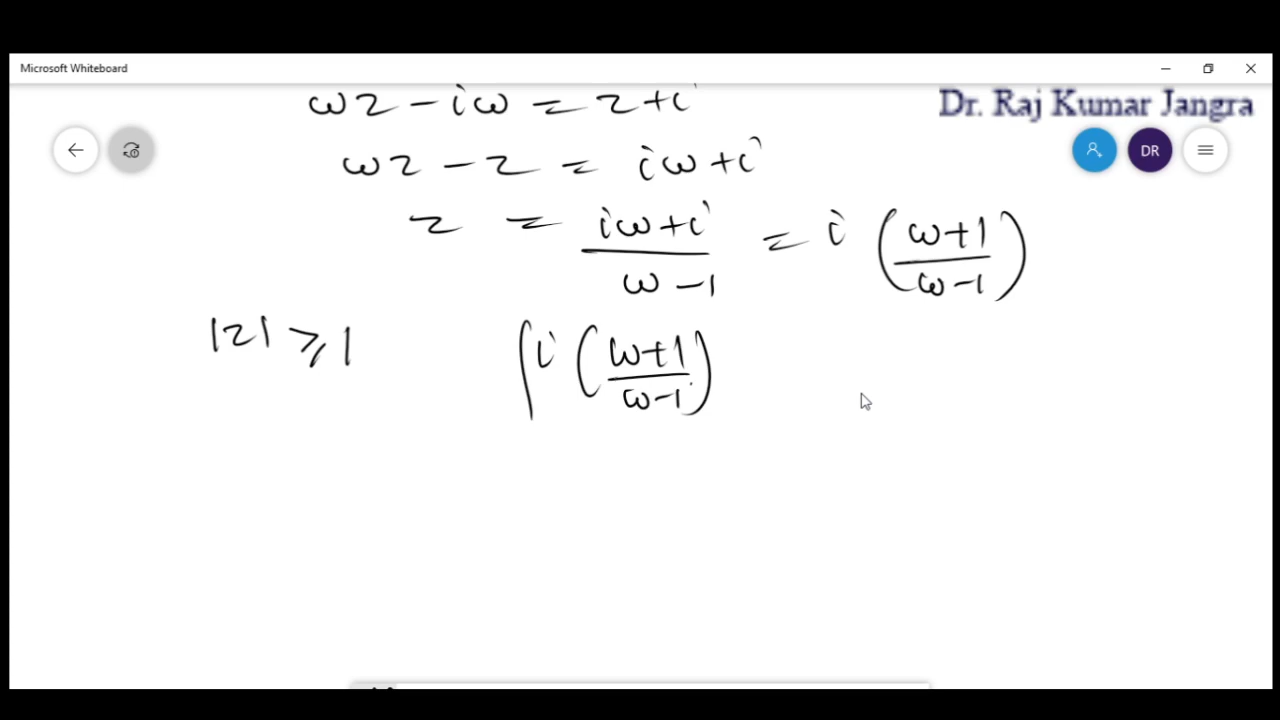 Microsoft Whiteboard
ωz - iω = z + i
Dr. Raj Kumar Jangra
ωz - z = iω + i
DR
z = (iω + i)/(ω - 1) = i ((ω + 1)/(ω - 1))
|z| ≥ 1 |i ((ω + 1)/(ω - 1))